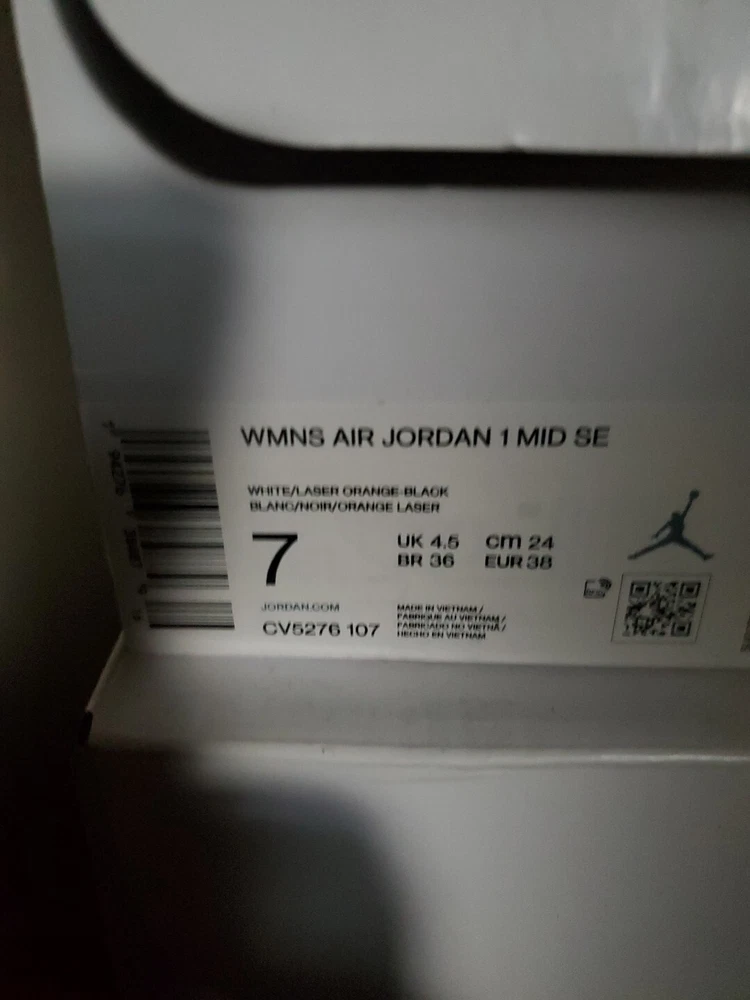 WMNS AIR JORDAN 1 MID SE
WHITE/LASER ORANGE-BLACK
BLANC/NOIR/ORANGE LASER
7
UK 4.5 cm 24
BR 36 EUR 38
JORDAN.COM
CV5276 107
MADE IN VIETNAM /
FABRIQUE AU VIETNAM /
FABRICADO NO VIETNÃ /
HECHO EN VIETNAM